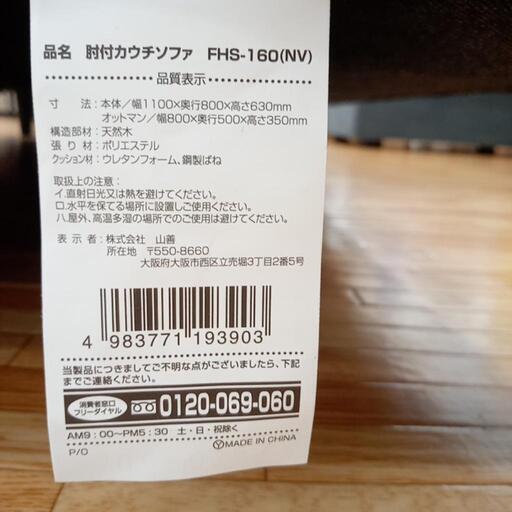 品名 肘付カウチソファ FHS-160(NV)
品質表示
寸法：本体／幅1100×奥行800×高さ630mm
オットマン／幅800×奥行500×高さ350mm
構造部材：天然木
張り材：ポリエステル
クッション材：ウレタンフォーム、鋼製ばね
取扱上の注意：
イ.直射日光又は熱を避けてください。
ロ.水平を保てる場所に設置しご使用ください。
ハ.屋外、高温多湿の場所でのご使用は避けてください。
表示者：株式会社 山善
所在地 〒550-8660
大阪府大阪市西区立売堀3丁目2番5号
4 983771 193903
当製品につきましてご不明な点がございましたら、下記
までご連絡ください。
消費者窓口
フリーダイヤル
0120-069-060
AM9：00〜PM5：30 土・日・祝除く
MADE IN CHINA
P/O